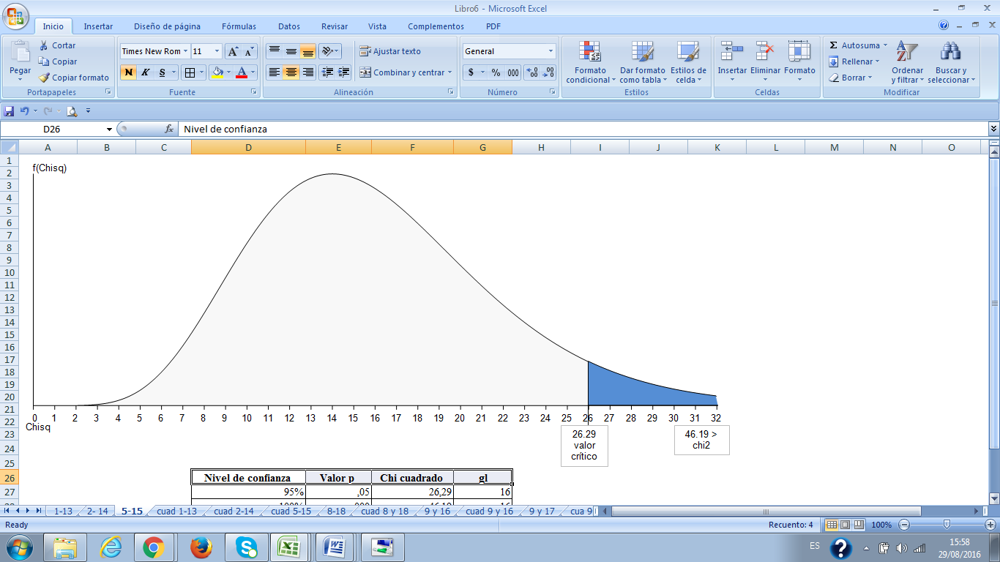 Libro6 - Microsoft Excel
Inicio Insertar Diseño de página Fórmulas Datos Revisar Vista Complementos PDF
Pegar
Cortar
Copiar
Copiar formato
Portapapeles
Times New Rom 11
N K S A
Fuente
Ajustar texto
Combinar y centrar
Alineación
General
$ % 000
Número
Formato condicional
Dar formato como tabla
Estilos de celda
Estilos
Insertar Eliminar Formato
Celdas
Σ Autosuma
Rellenar
Borrar
Ordenar y filtrar
Buscar y seleccionar
Modificar
D26 fx Nivel de confianza
A B C D E F G H I J K L M N O
1
2
3
4
5
6
7
8
9
10
11
12
13
14
15
16
17
18
19
20
21
22
23
24
25
26
27
f(Chisq)
0 1 2 3 4 5 6 7 8 9 10 11 12 13 14 15 16 17 18 19 20 21 22 23 24 25 26 27 28 29 30 31 32
Chisq
26.29
valor
crítico
46.19 >
chi2
Nivel de confianza Valor p Chi cuadrado gl
95% ,05 26,29 16
1-13 2- 14 5-15 cuad 1-13 cuad 2-14 cuad 5-15 8-18 cuad 8 y 18 9 y 16 cuad 9 y 16 9 y 17 cua 9
Ready Recuento: 4 100%
ES 15:58
29/08/2016